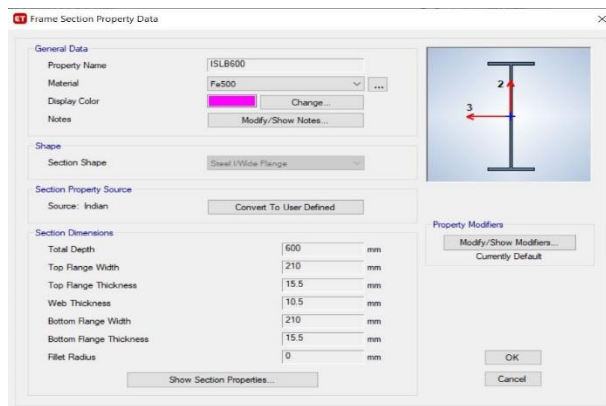 ET Frame Section Property Data
General Data
Property Name ISLB600
Material Fe500 ...
Display Color Change...
Notes Modify/Show Notes...
Shape
Section Shape Steel I/Wide Flange
Section Property Source
Source: Indian Convert To User Defined
Section Dimensions
Total Depth 600 mm
Top Flange Width 210 mm
Top Flange Thickness 15.5 mm
Web Thickness 10.5 mm
Bottom Flange Width 210 mm
Bottom Flange Thickness 15.5 mm
Fillet Radius 0 mm
Show Section Properties...
2
3
Property Modifiers
Modify/Show Modifiers...
Currently Default
OK
Cancel